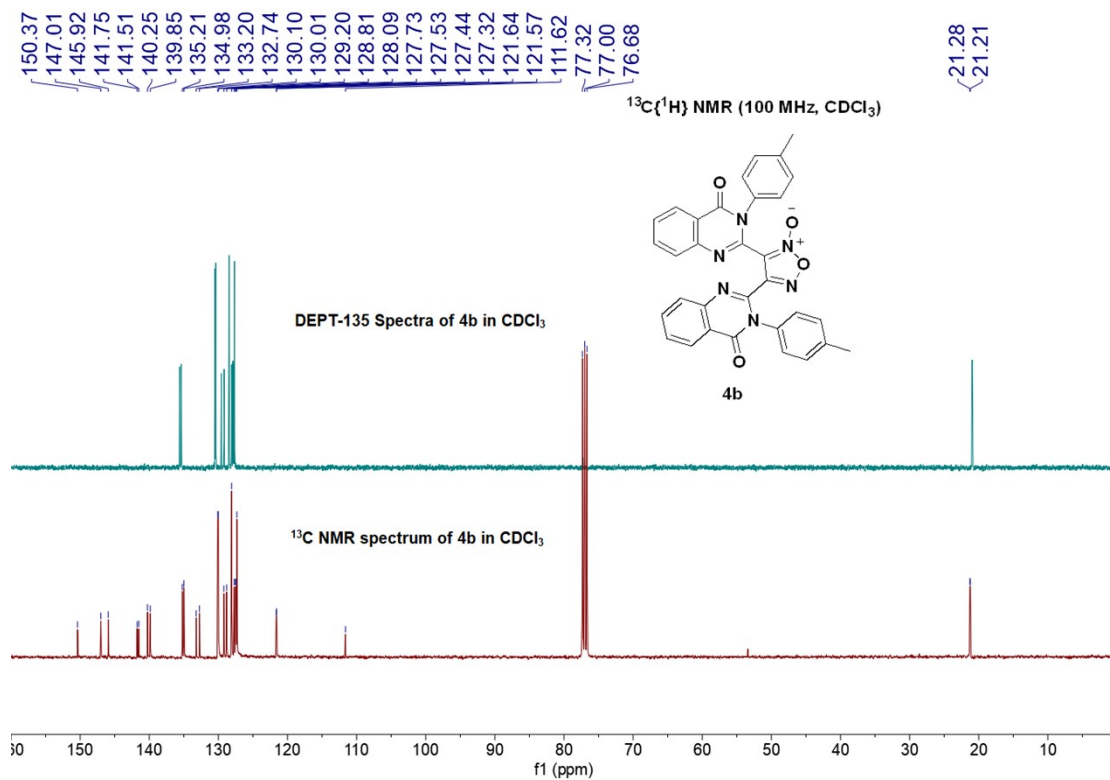 150.37
147.01
145.92
141.75
141.51
140.25
139.85
135.21
134.98
133.20
132.74
130.10
130.01
129.20
128.81
128.09
127.73
127.53
127.44
127.32
121.64
121.57
111.62
77.32
77.00
76.68
21.28
21.21
¹³C{¹H} NMR (100 MHz, CDCl₃)
O
N
N
O⁻
N⁺
O
N
N
N
O
4b
DEPT-135 Spectra of 4b in CDCl₃
¹³C NMR spectrum of 4b in CDCl₃
150 140 130 120 110 100 90 80 70 60 50 40 30 20 10
f1 (ppm)